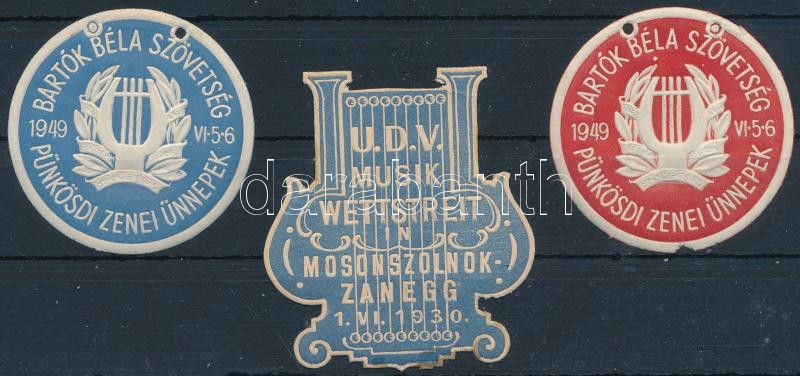 BARTÓK BÉLA SZÖVETSÉG
1949 VI·5·6
PÜNKÖSDI ZENEI ÜNNEPEK
U.D.V.
MUSIK
WETTSTREIT
IN
MOSONSZOLNOK-
ZANEGG
1. VI. 1930.
BARTÓK BÉLA SZÖVETSÉG
1949 VI·5·6
PÜNKÖSDI ZENEI ÜNNEPEK
darabanth